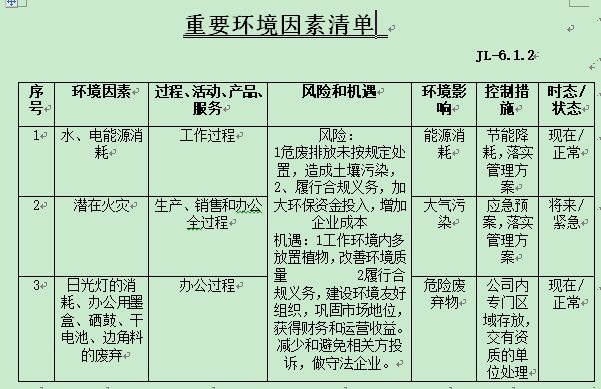 重要环境因素清单
JL-6.1.2
序
号
环境因素
过程、活动、产品、
服务
风险和机遇
环境影
响
控制措
施
时态/
状态
1
水、电能源消
耗
工作过程
风险：
1危废排放未按规定处
置，造成土壤污染，
2、履行合规义务，加
大环保资金投入，增加
企业成本
机遇：1工作环境内多
放置植物，改善环境质
量 2履行合
规义务，建设环境友好
组织，巩固市场地位，
获得财务和运营收益。
减少和避免相关方投
诉，做守法企业。
能源消
耗
节能降
耗，落实
管理方
案
现在/
正常
2
潜在火灾
生产、销售和办公
全过程
大气污
染
应急预
案，落实
管理方
案
将来/
紧急
3
日光灯的消
耗、办公用墨
盒、硒鼓、干
电池、边角料
的废弃
办公过程
危险废
弃物
公司内
专门区
域存放，
交有资
质的单
位处理
现在/
正常